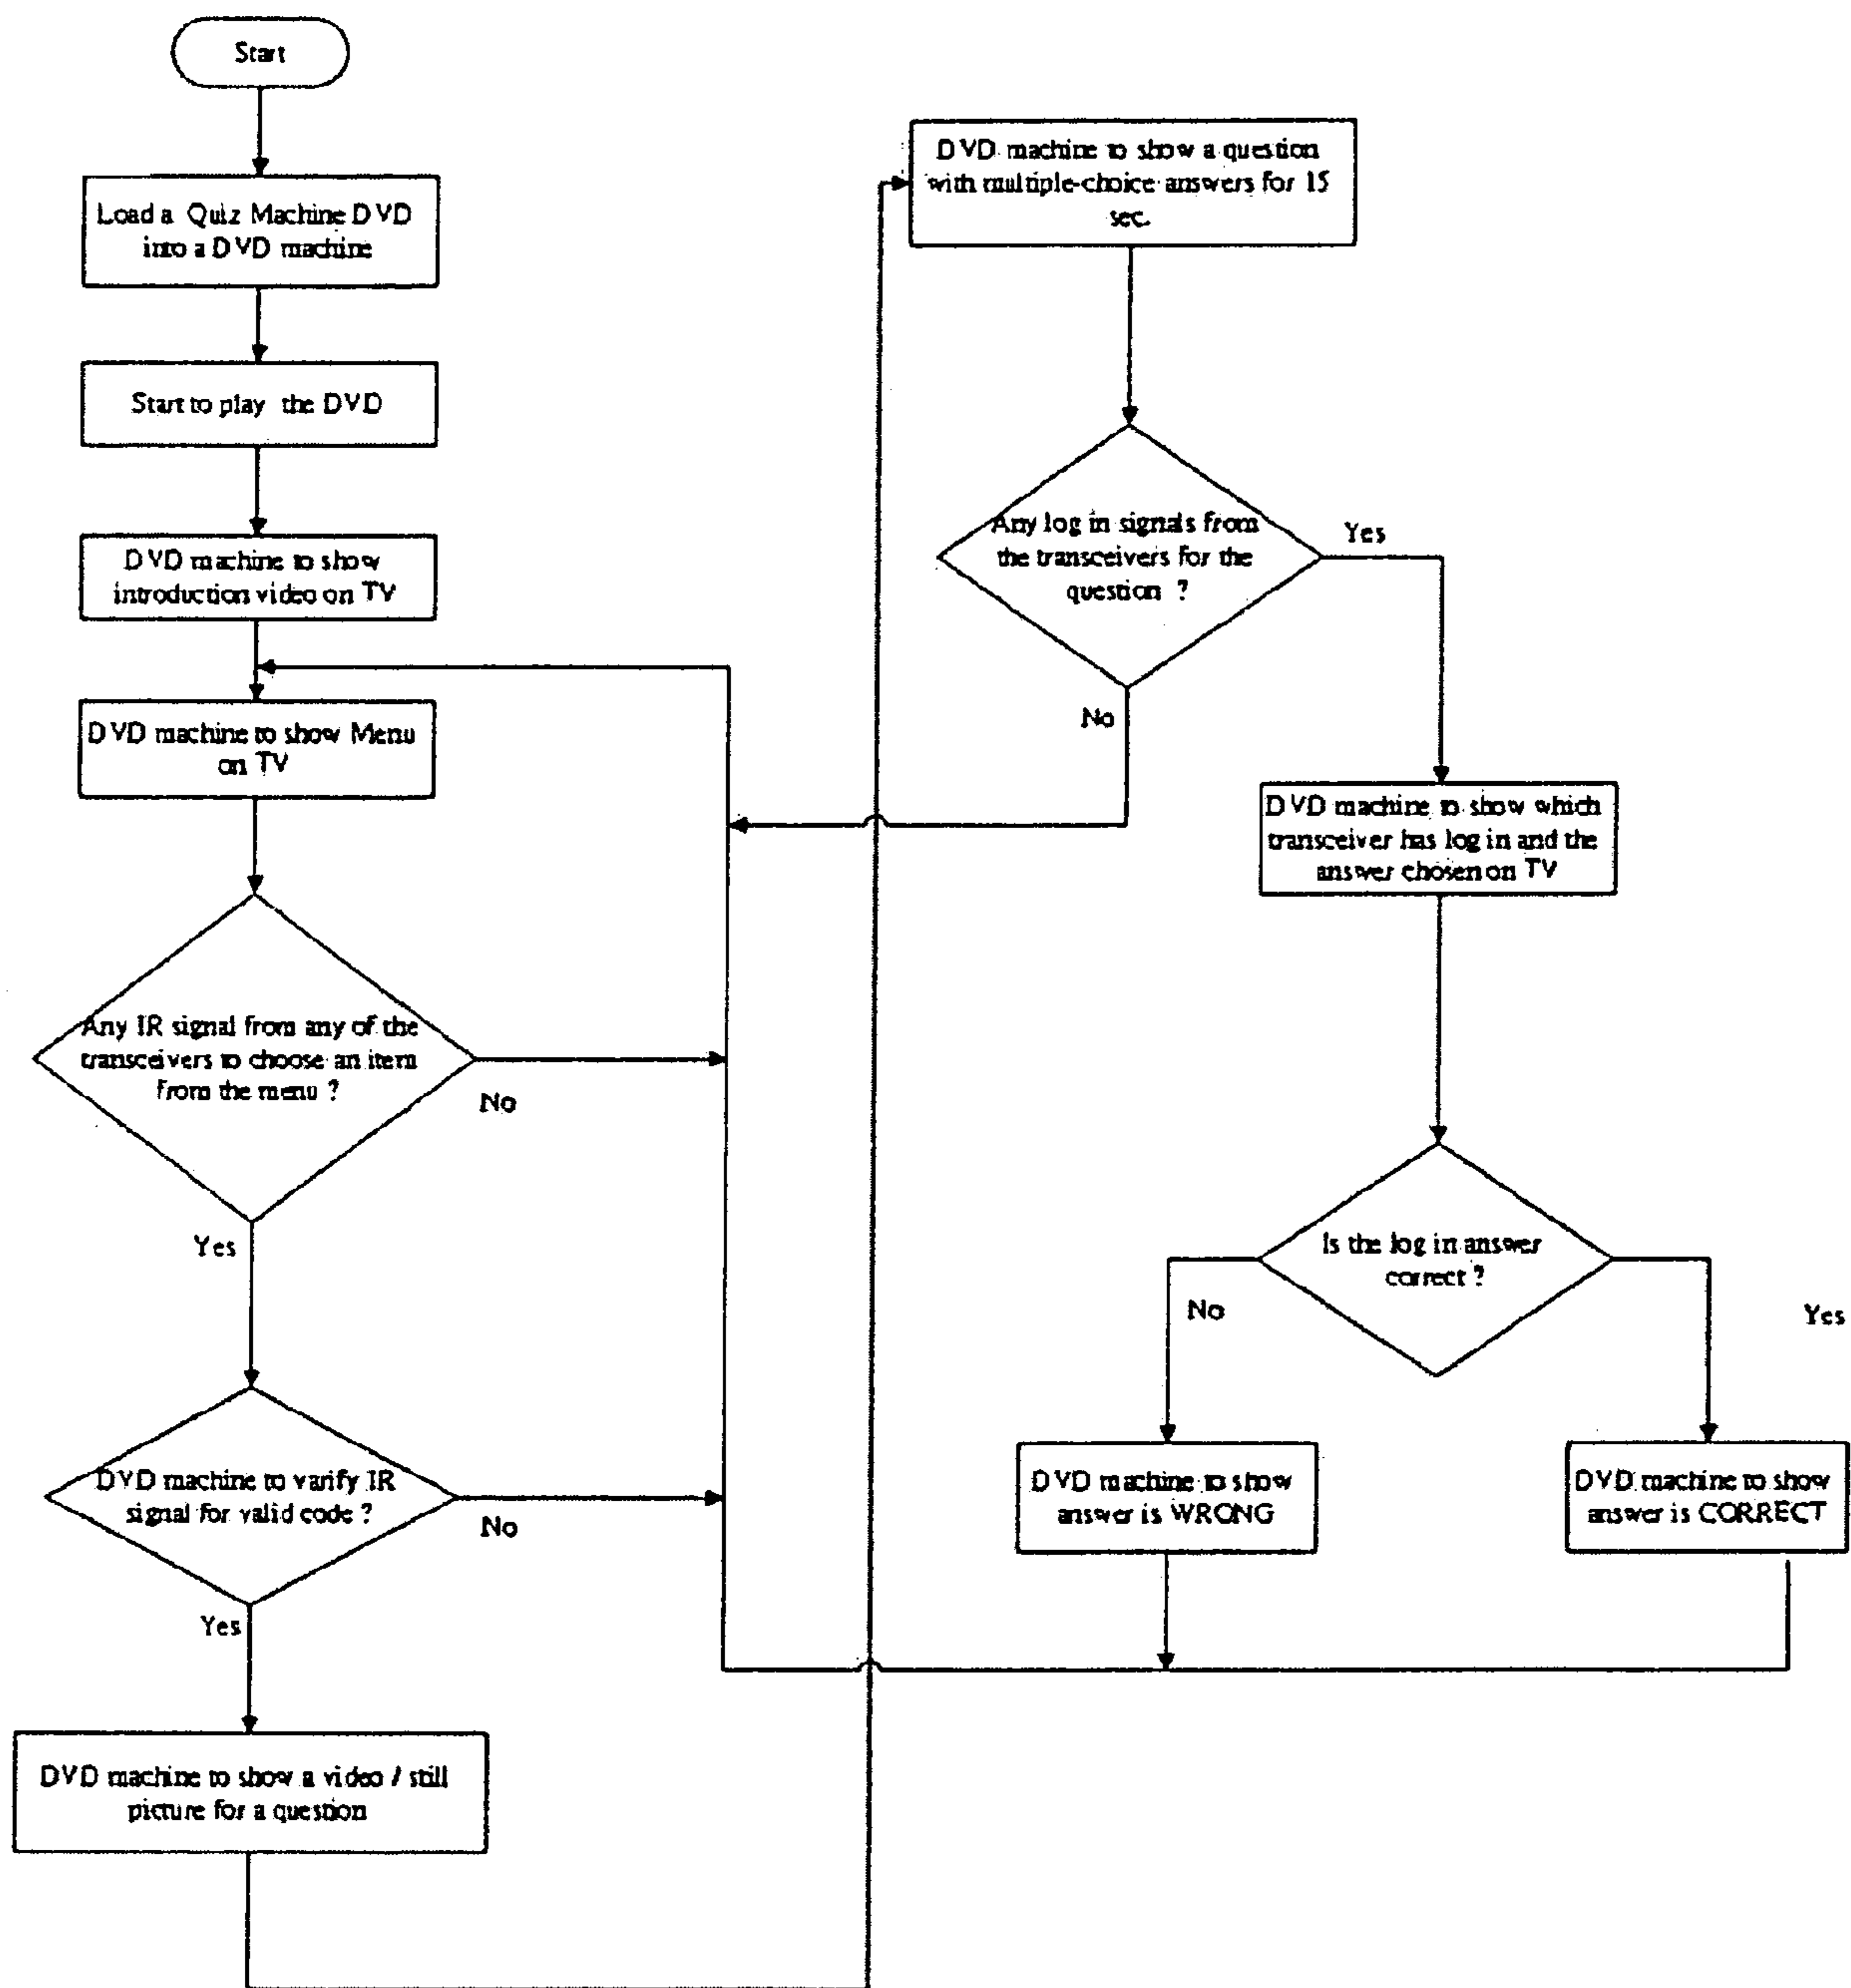 Start
Load a Quiz Machine DVD
into a DVD machine
Start to play the DVD
DVD machine to show
introduction video on TV
DVD machine to show Menu
on TV
Any IR signal from any of the
transceivers to choose an item
from the menu ?
No
Yes
DVD machine to varify IR
signal for valid code ?
No
Yes
DVD machine to show a video / still
picture for a question
DVD machine to show a question
with multiple-choice answers for 15
sec.
Any log in signals from
the transceivers for the
question ?
Yes
No
DVD machine to show which
transceiver has log in and the
answer chosen on TV
Is the log in answer
correct ?
No
Yes
DVD machine to show
answer is WRONG
DVD machine to show
answer is CORRECT